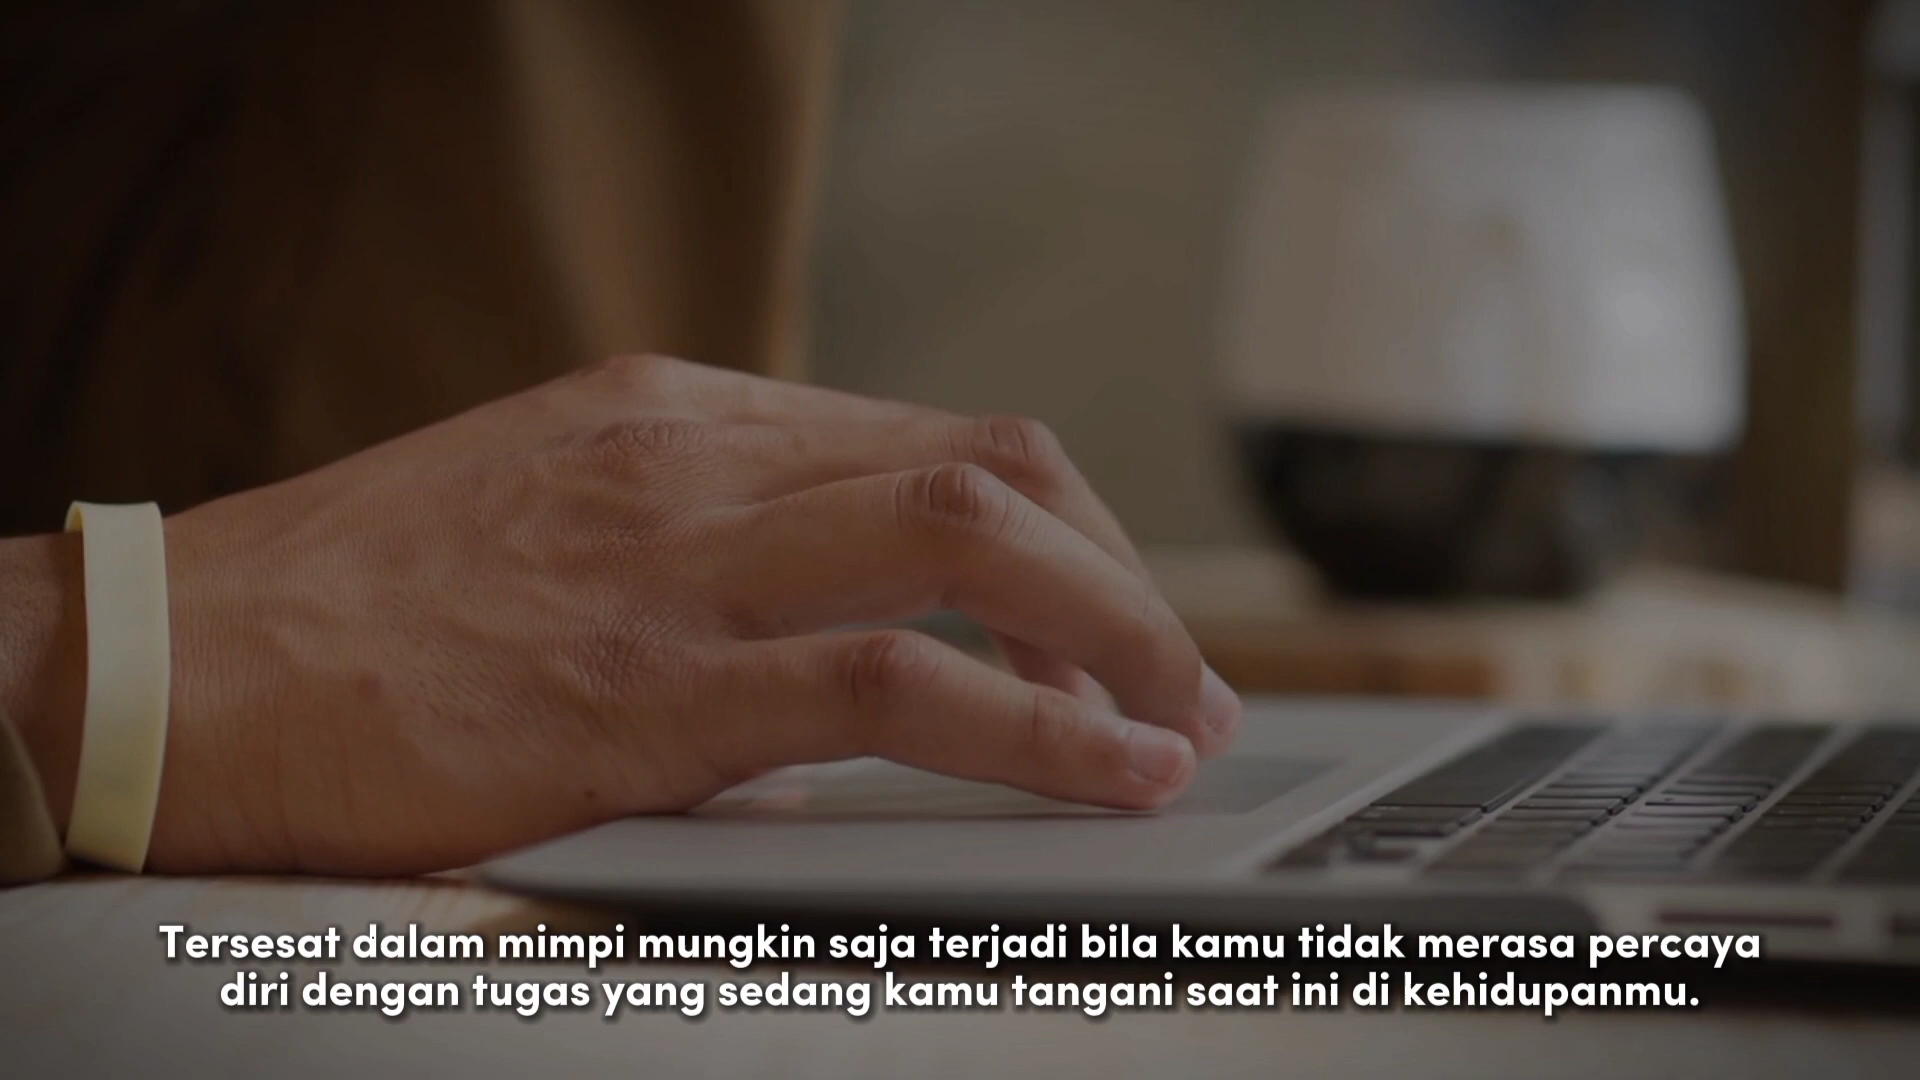 Tersesat dalam mimpi mungkin saja terjadi bila kamu tidak merasa percaya
diri dengan tugas yang sedang kamu tangani saat ini di kehidupanmu.